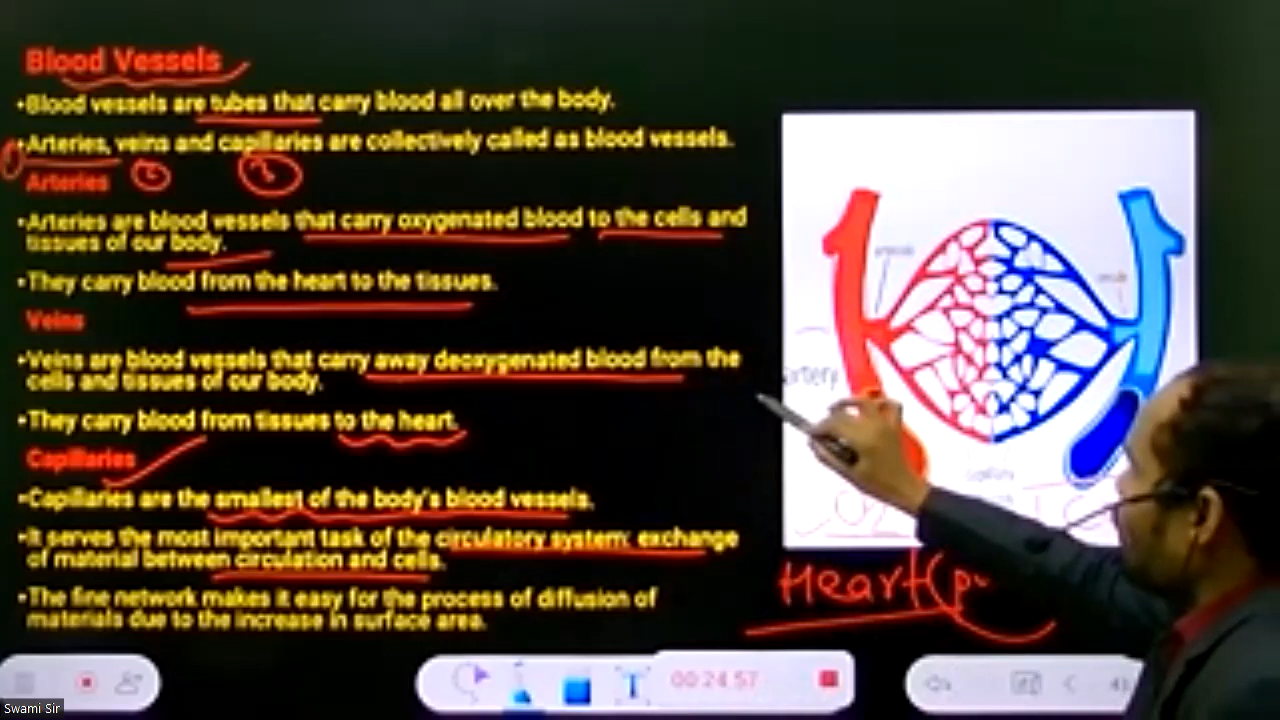 Blood Vessels
•Blood vessels are tubes that carry blood all over the body.
•Arteries, veins and capillaries are collectively called as blood vessels.
Arteries
•Arteries are blood vessels that carry oxygenated blood to the cells and
tissues of our body.
•They carry blood from the heart to the tissues.
Veins
•Veins are blood vessels that carry away deoxygenated blood from the
cells and tissues of our body.
•They carry blood from tissues to the heart.
Capillaries
•Capillaries are the smallest of the body's blood vessels.
•It serves the most important task of the circulatory system: exchange
of material between circulation and cells.
•The fine network makes it easy for the process of diffusion of
materials due to the increase in surface area.
artery
capillary
Heart
T
00:24:57
Swami Sir